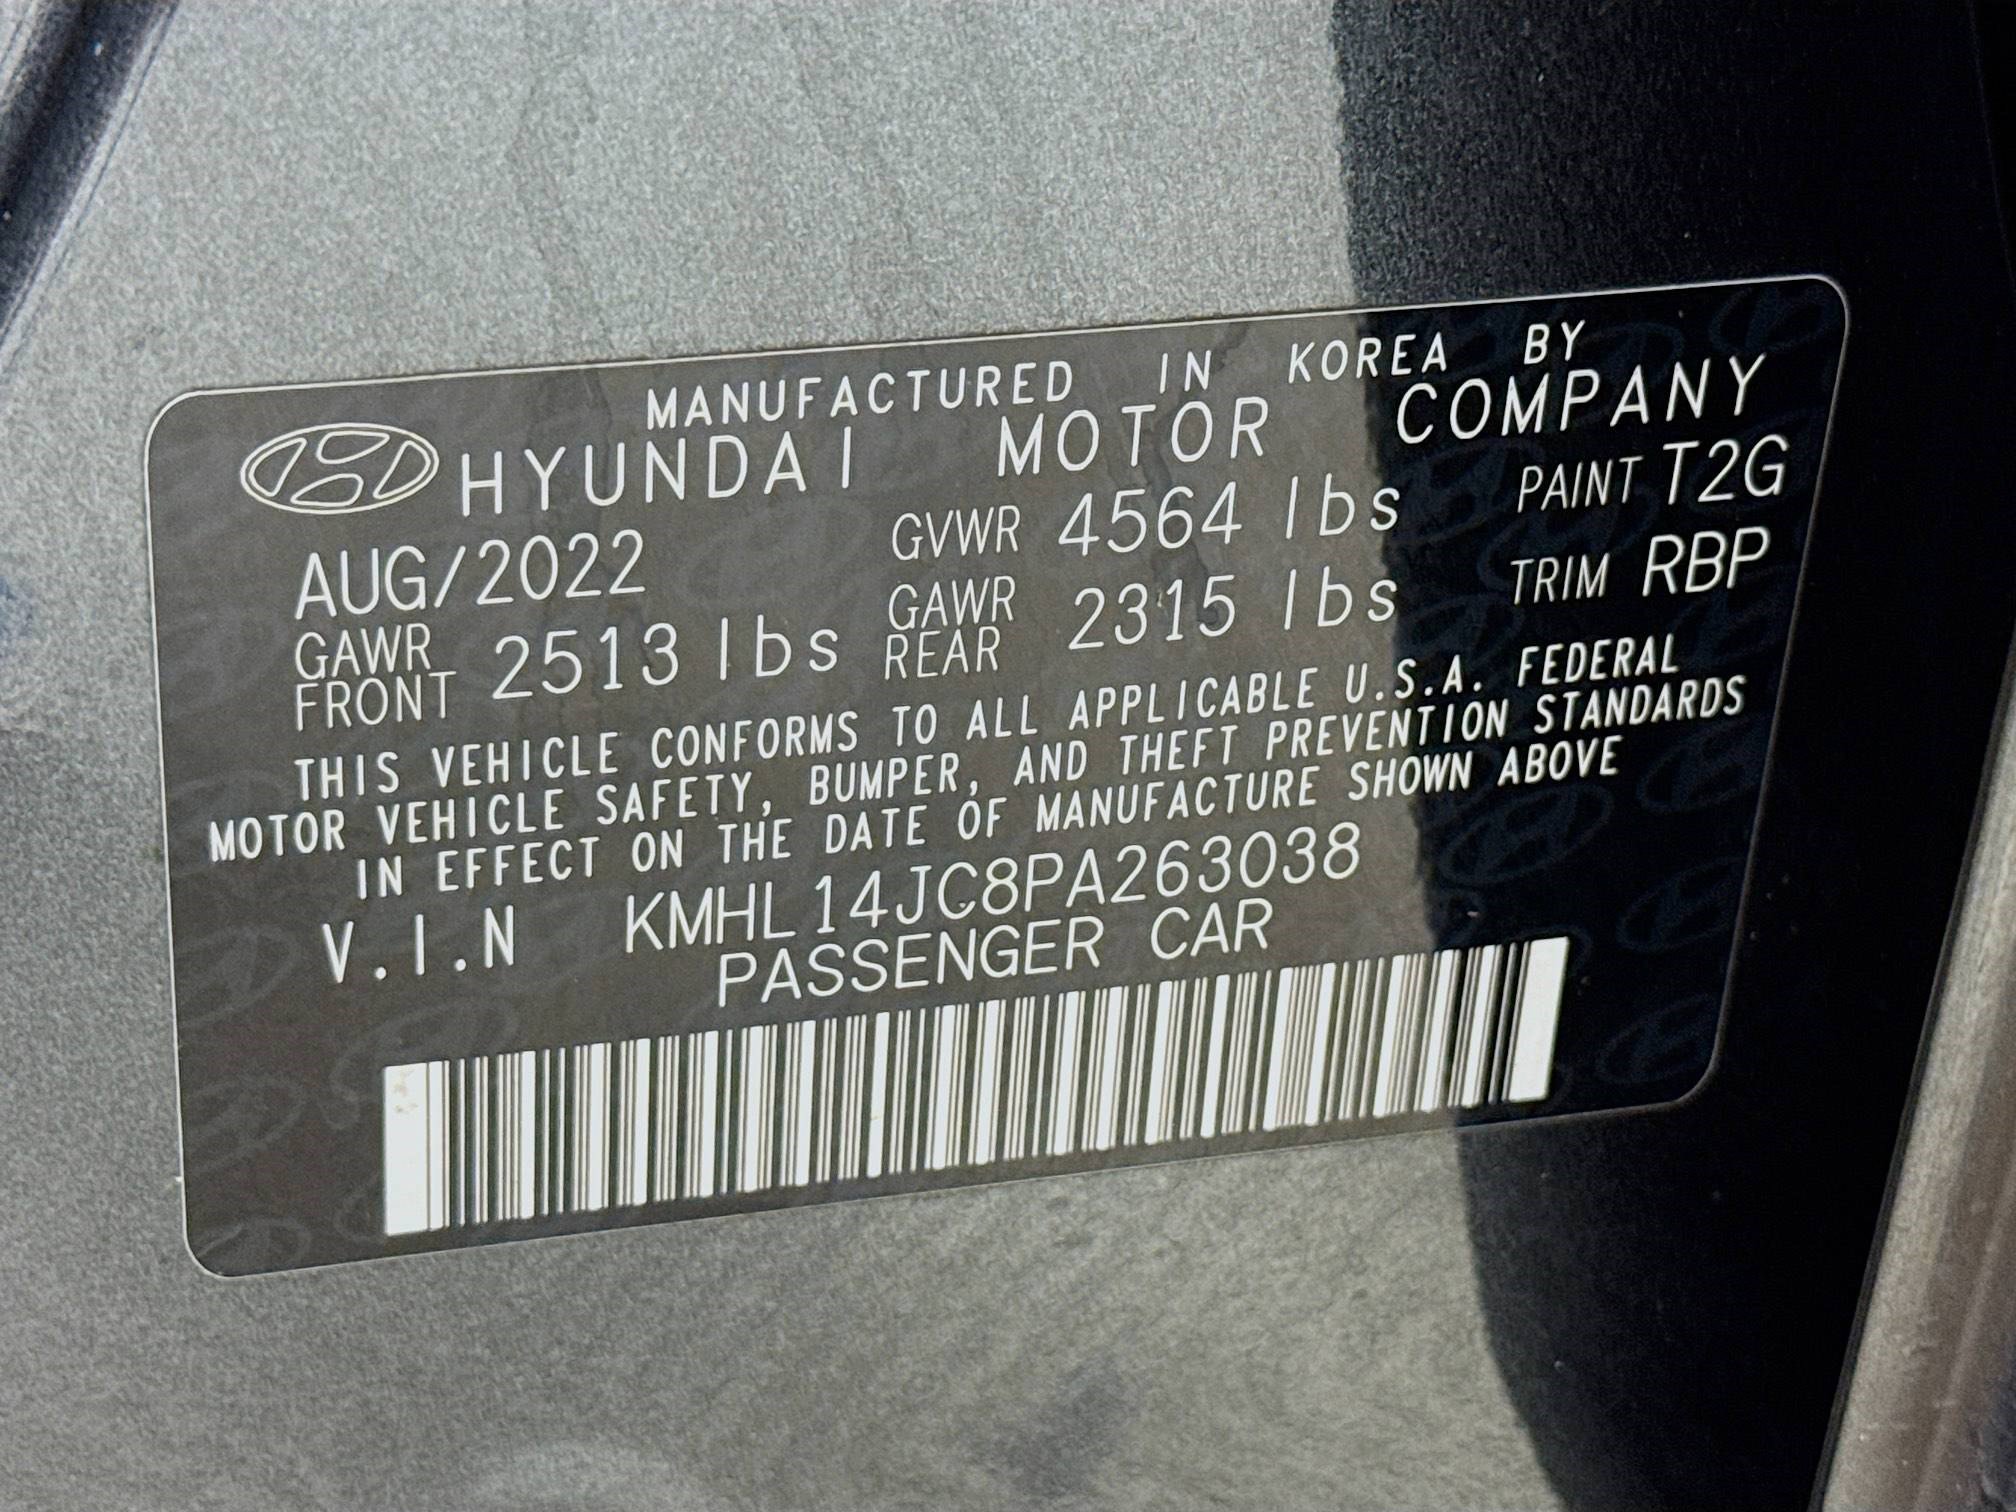 MANUFACTURED IN KOREA BY
HYUNDAI MOTOR COMPANY
AUG/2022 GVWR 4564 lbs PAINT T2G
GAWR FRONT 2513 lbs GAWR REAR 2315 lbs TRIM RBP
THIS VEHICLE CONFORMS TO ALL APPLICABLE U.S.A. FEDERAL
MOTOR VEHICLE SAFETY, BUMPER, AND THEFT PREVENTION STANDARDS
IN EFFECT ON THE DATE OF MANUFACTURE SHOWN ABOVE
V.I.N KMHL14JC8PA263038
PASSENGER CAR